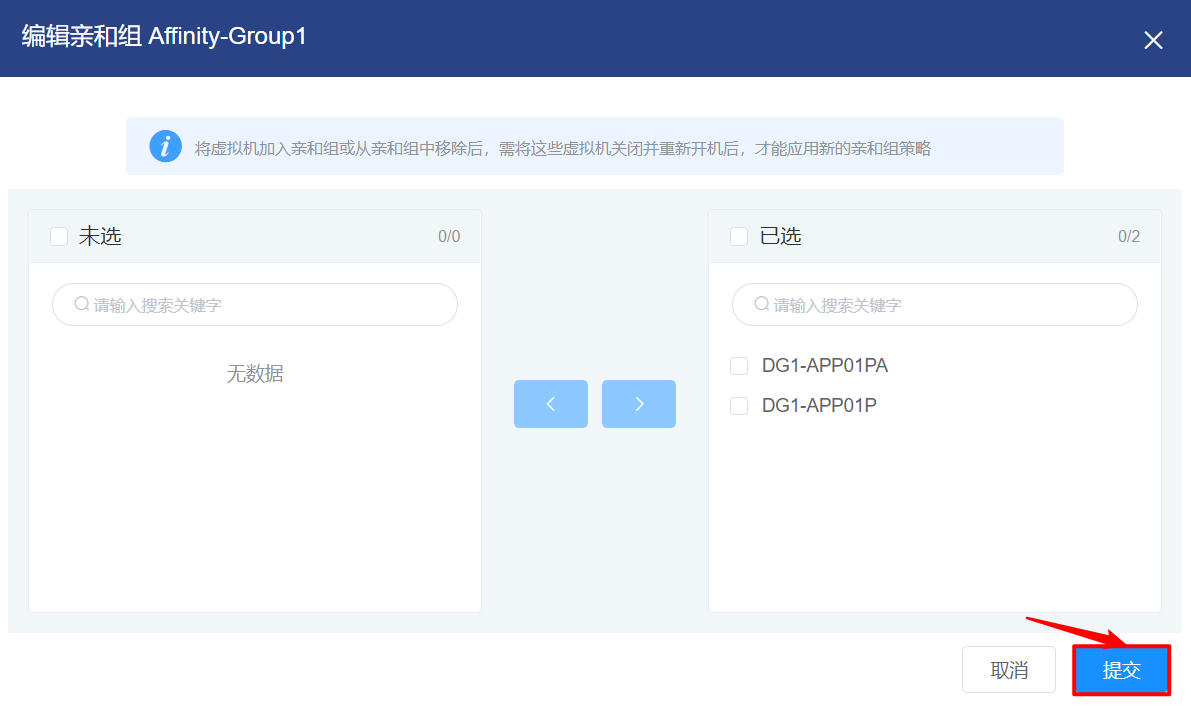 编辑亲和组 Affinity-Group1
将虚拟机加入亲和组或从亲和组中移除后，需将这些虚拟机关闭并重新开机后，才能应用新的亲和组策略
未选 0/0
请输入搜索关键字
无数据
已选 0/2
请输入搜索关键字
DG1-APP01PA
DG1-APP01P
取消
提交